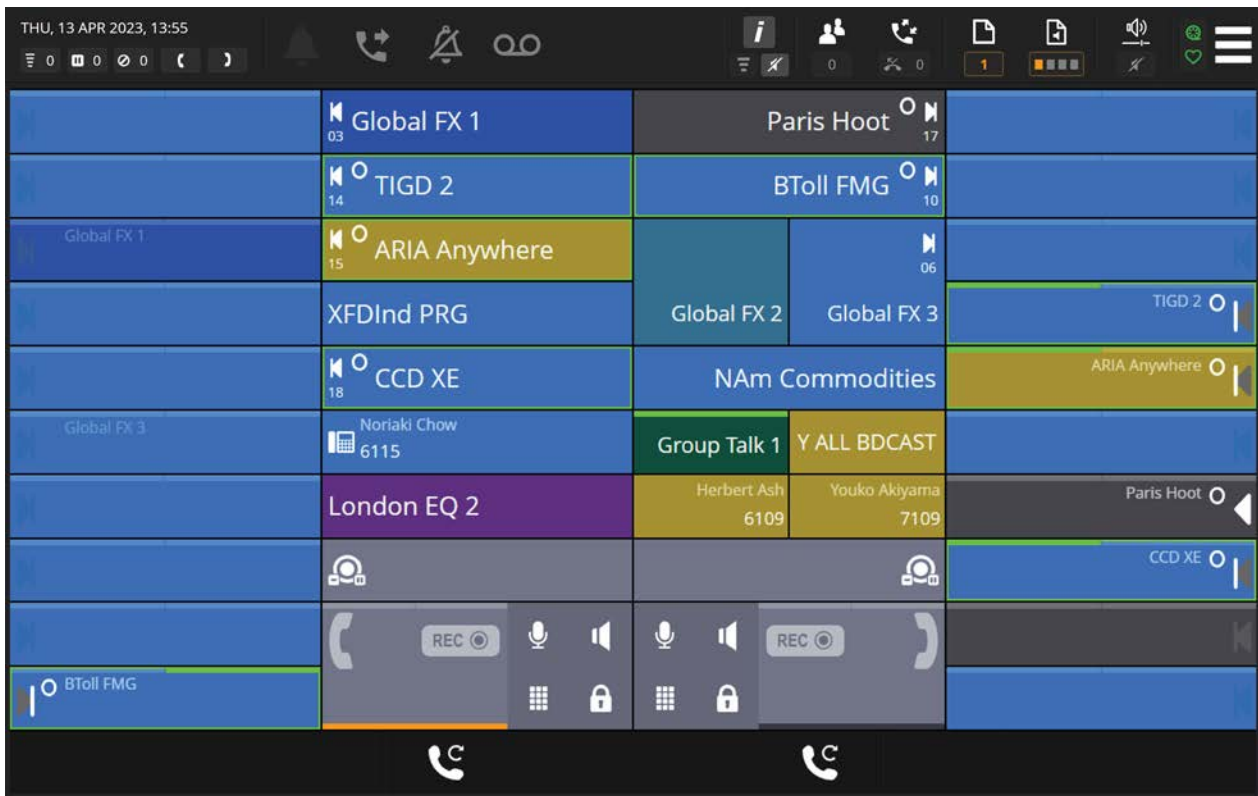 THU, 13 APR 2023, 13:55
0 0 0
i 0 0 1
03 Global FX 1
Paris Hoot 17
14 TIGD 2
BToll FMG 10
Global FX 1
15 ARIA Anywhere
06
XFDInd PRG
Global FX 2
Global FX 3
TIGD 2
18 CCD XE
NAm Commodities
ARIA Anywhere
Global FX 3
Noriaki Chow
6115
Group Talk 1
Y ALL BDCAST
London EQ 2
Herbert Ash
6109
Youko Akiyama
7109
Paris Hoot
CCD XE
REC
REC
BToll FMG